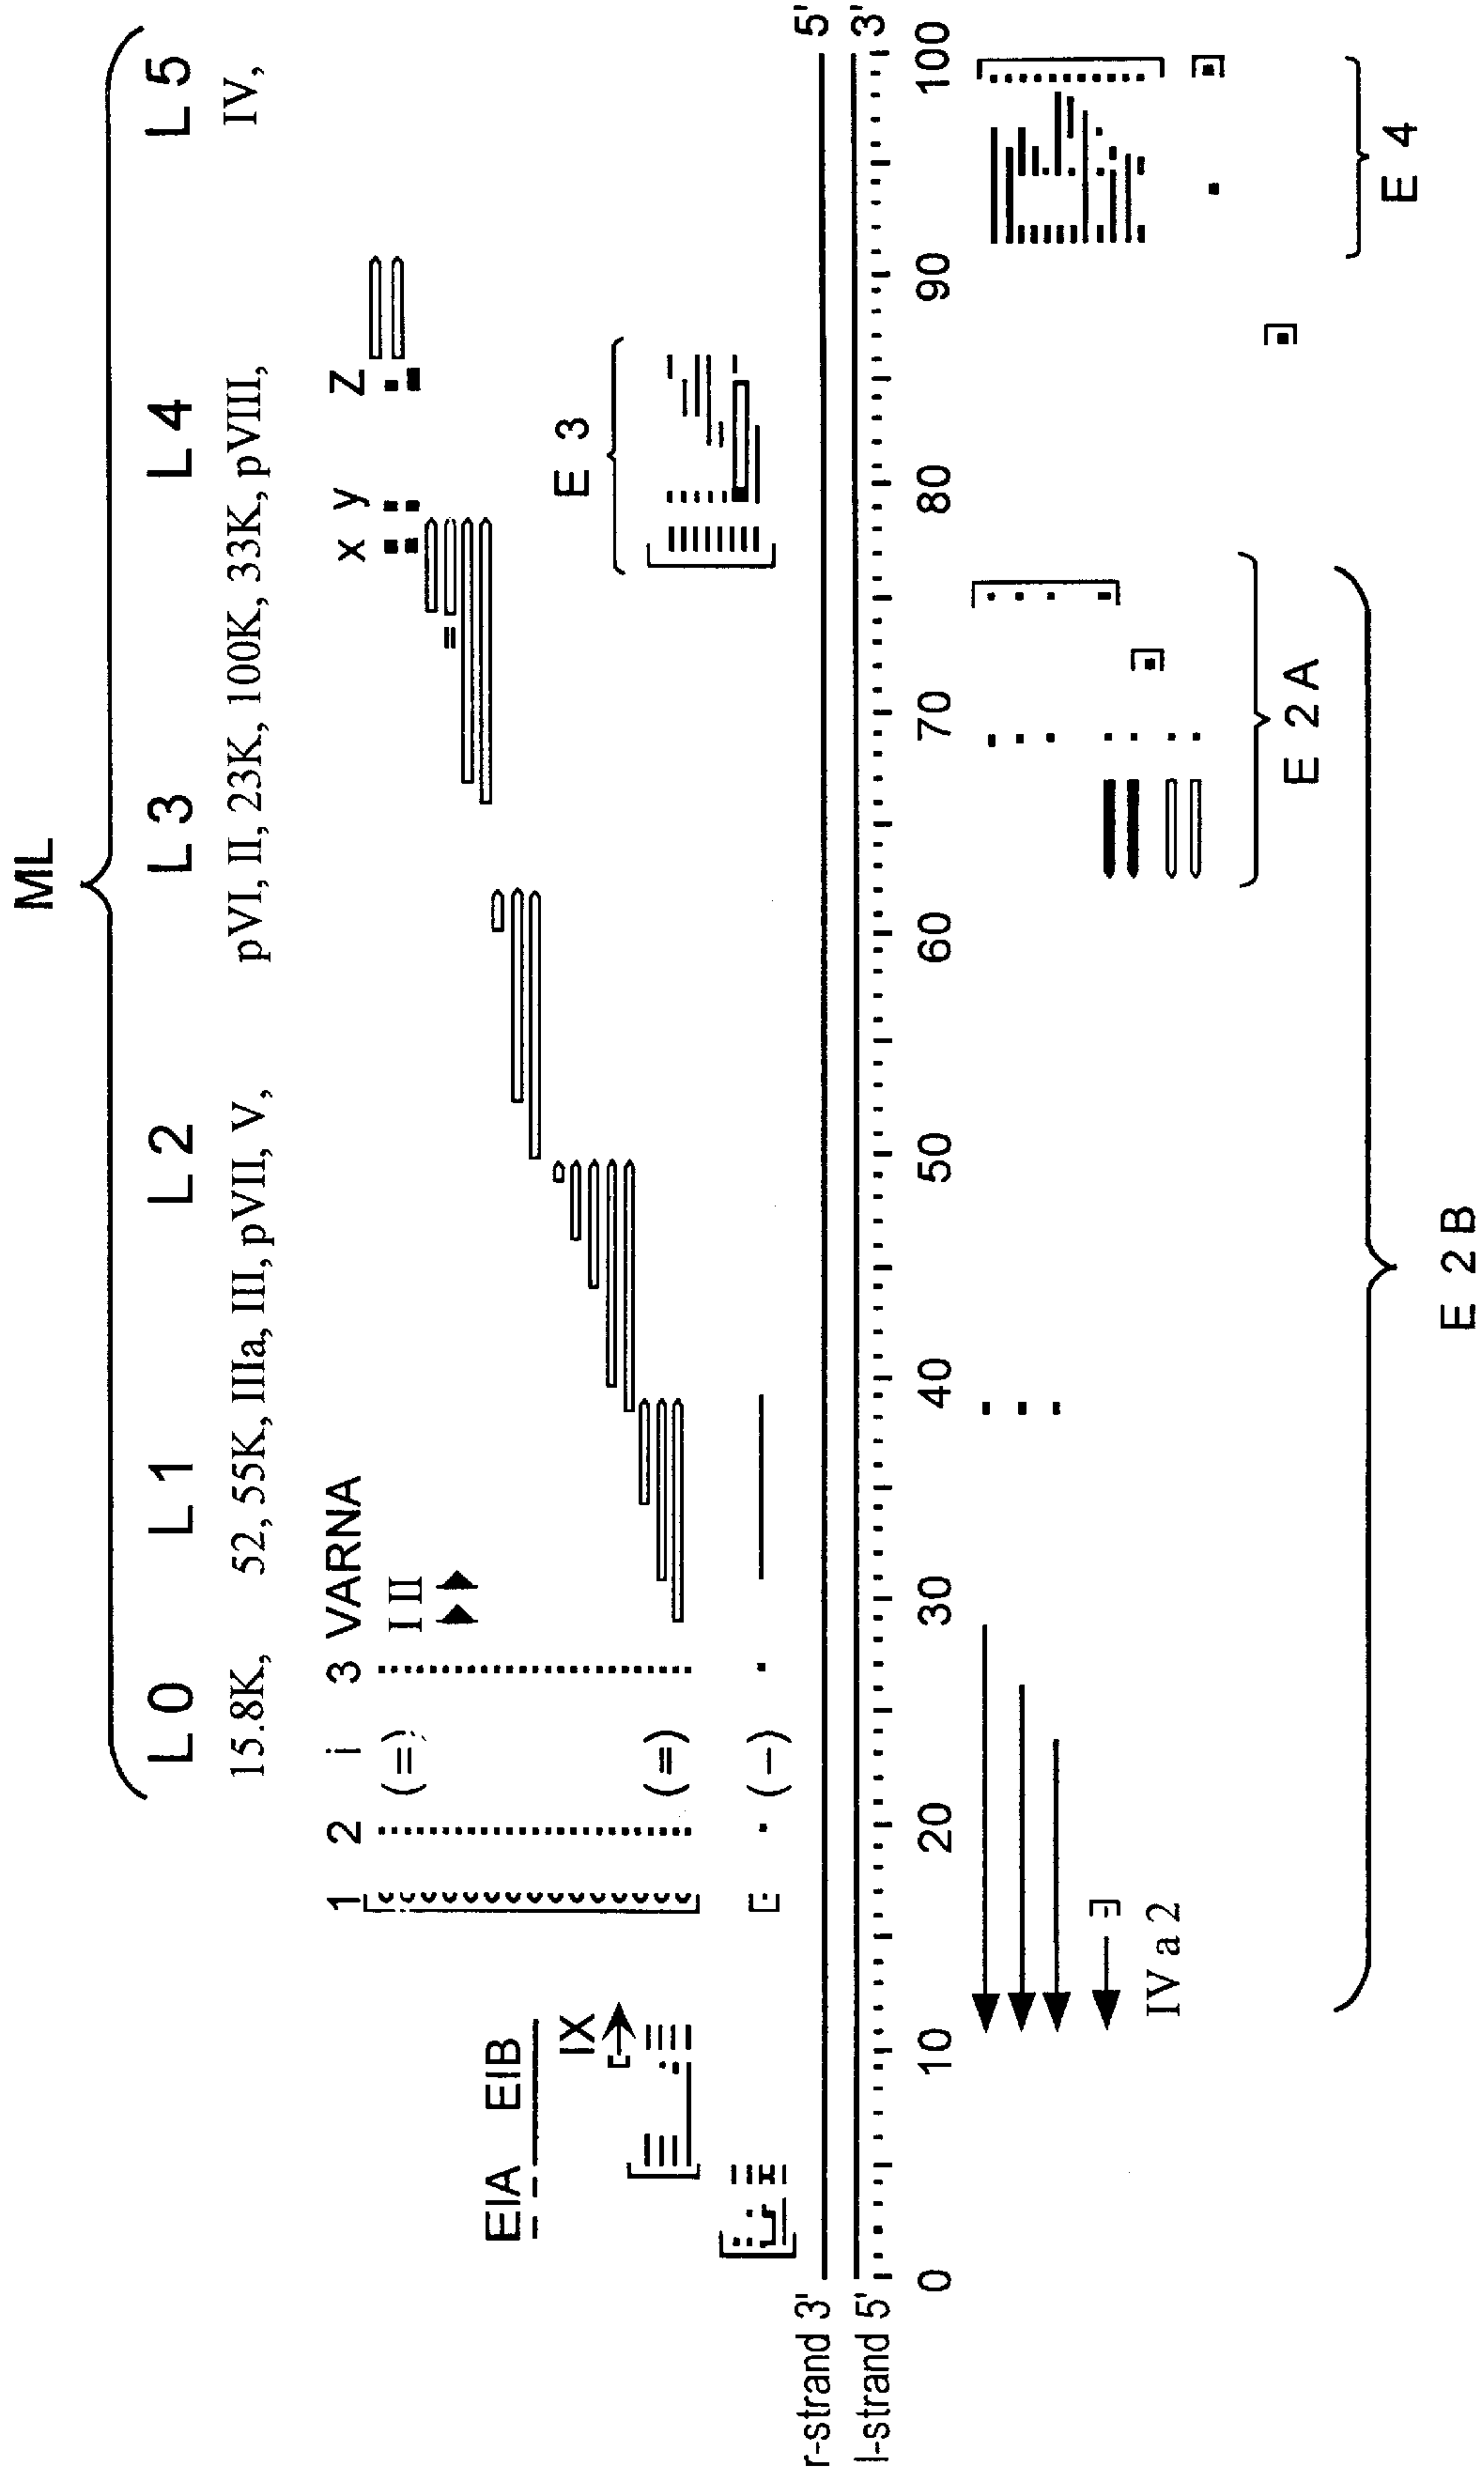 ML
L 0 L 1 L 2 L 3 L 4 L 5
15.8K, 52, 55K, IIIa, III, pVII, V, pVI, II, 23K, 100K, 33K, pVIII, IV,
1 2 i 3 VARNA x y Z
(=) I II
EIA EIB
IX
E 3
(=)
(–)
r-strand 3' 5'
l-strand 5' 3'
0 10 20 30 40 50 60 70 80 90 100
IV a 2
E 2 A
E 4
E 2 B